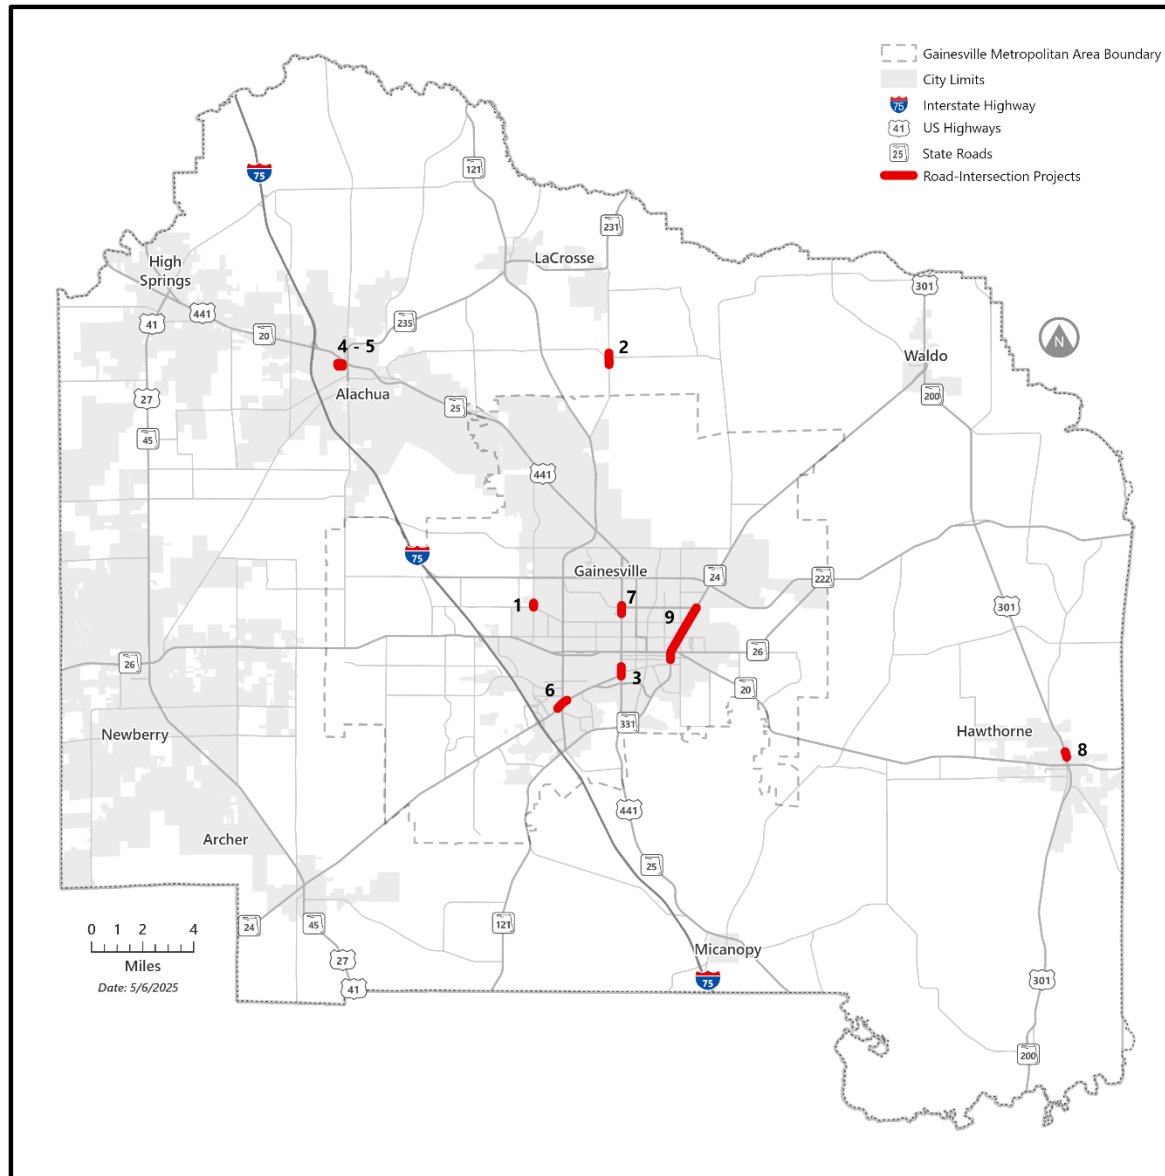 Gainesville Metropolitan Area Boundary
City Limits
75 Interstate Highway
41 US Highways
25 State Roads
Road-Intersection Projects
75
121
231
LaCrosse
High
Springs
301
441
41
235
20
4 - 5
2
N
Waldo
Alachua
27
200
25
45
441
75
Gainesville
24
222
1
7
301
9
26
26
3
20
6
331
Newberry
Hawthorne
8
441
Archer
25
0 1 2 4
Miles
Date: 5/6/2025
24
45
121
Micanopy
27
75
301
41
200